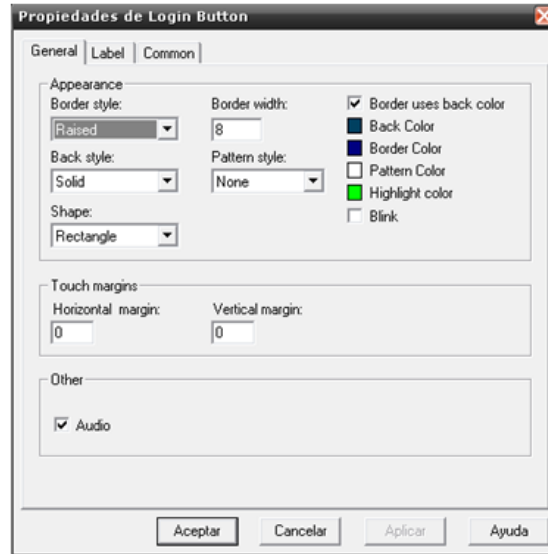 Propiedades de Login Button
General Label Common
Appearance
Border style: Border width: Border uses back color
Raised 8 Back Color
Border Color
Back style: Pattern style: Pattern Color
Solid None Highlight color
Shape: Blink
Rectangle
Touch margins
Horizontal margin: Vertical margin:
0 0
Other
Audio
Aceptar Cancelar Aplicar Ayuda